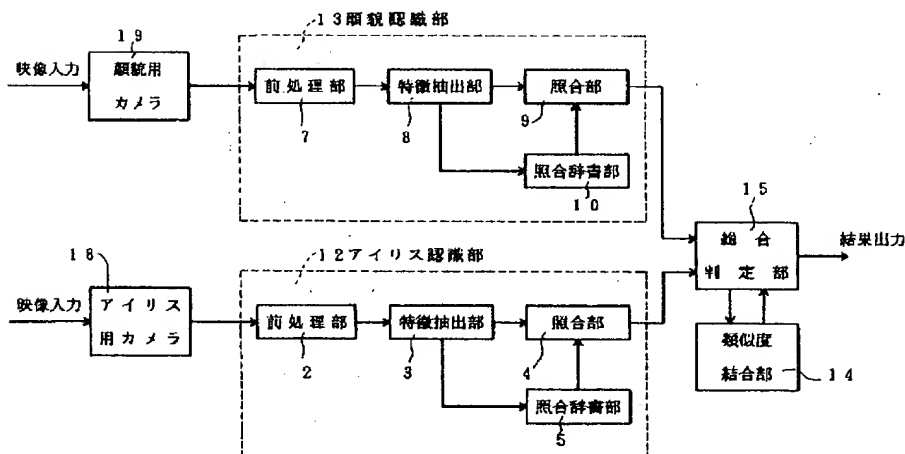 13顔貌認識部
19
映像入力
顔貌用
カメラ
前処理部
特徴抽出部
照合部
7
8
9
照合辞書部
10
15
総合
判定部
結果出力
12アイリス認識部
18
映像入力
アイリス
用カメラ
前処理部
特徴抽出部
照合部
2
3
4
類似度
結合部
14
照合辞書部
5